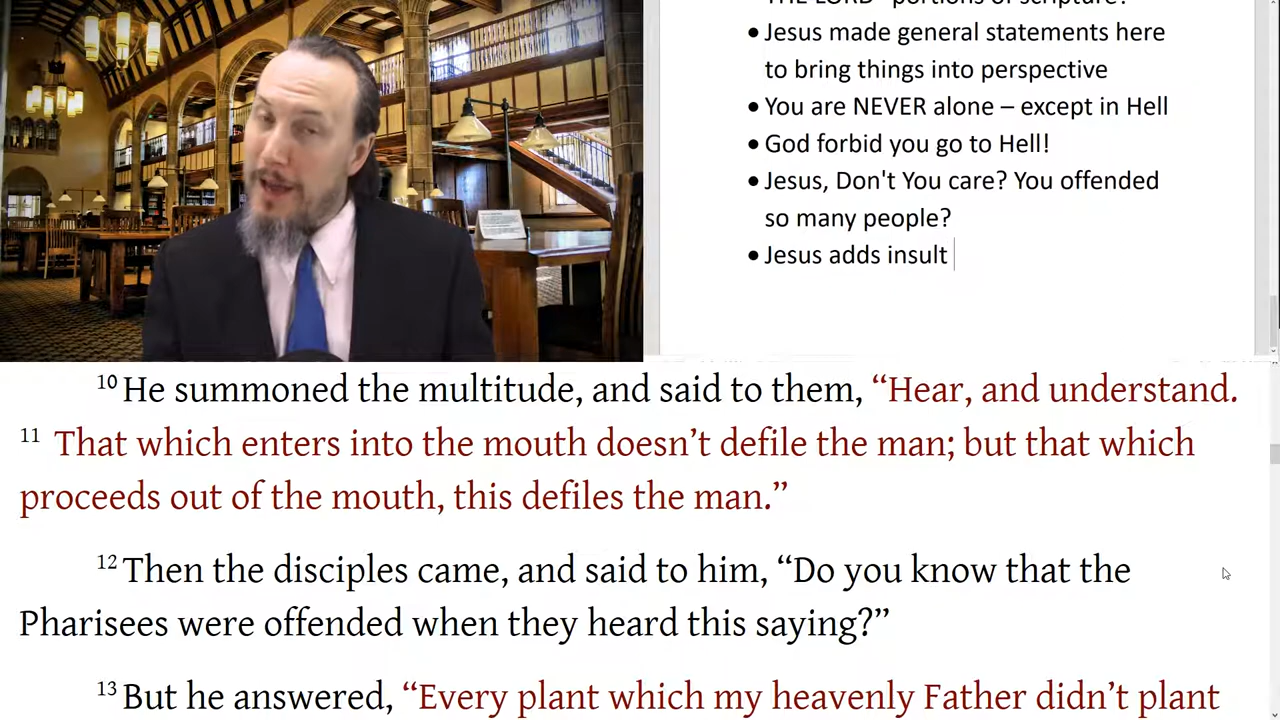 THE LORD" portions of scripture?
• Jesus made general statements here
to bring things into perspective
• You are NEVER alone – except in Hell
• God forbid you go to Hell!
• Jesus, Don't You care? You offended
so many people?
• Jesus adds insult
10 He summoned the multitude, and said to them, “Hear, and understand.
11 That which enters into the mouth doesn’t defile the man; but that which
proceeds out of the mouth, this defiles the man.”
12 Then the disciples came, and said to him, “Do you know that the
Pharisees were offended when they heard this saying?”
13 But he answered, “Every plant which my heavenly Father didn’t plant